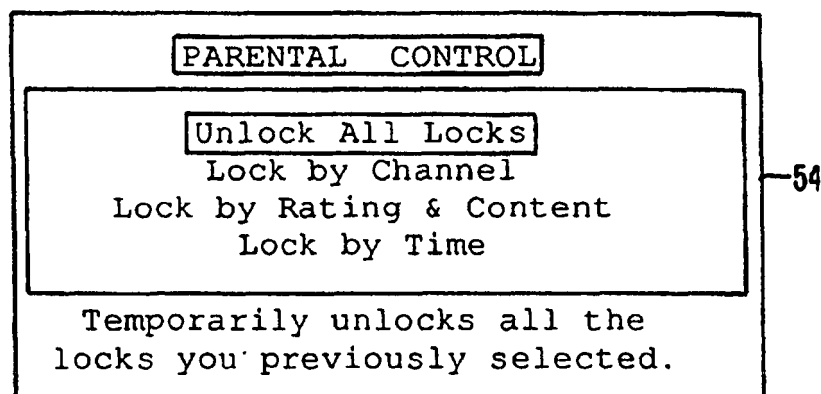 PARENTAL CONTROL
Unlock All Locks
Lock by Channel
Lock by Rating & Content
Lock by Time
54
Temporarily unlocks all the
locks you previously selected.